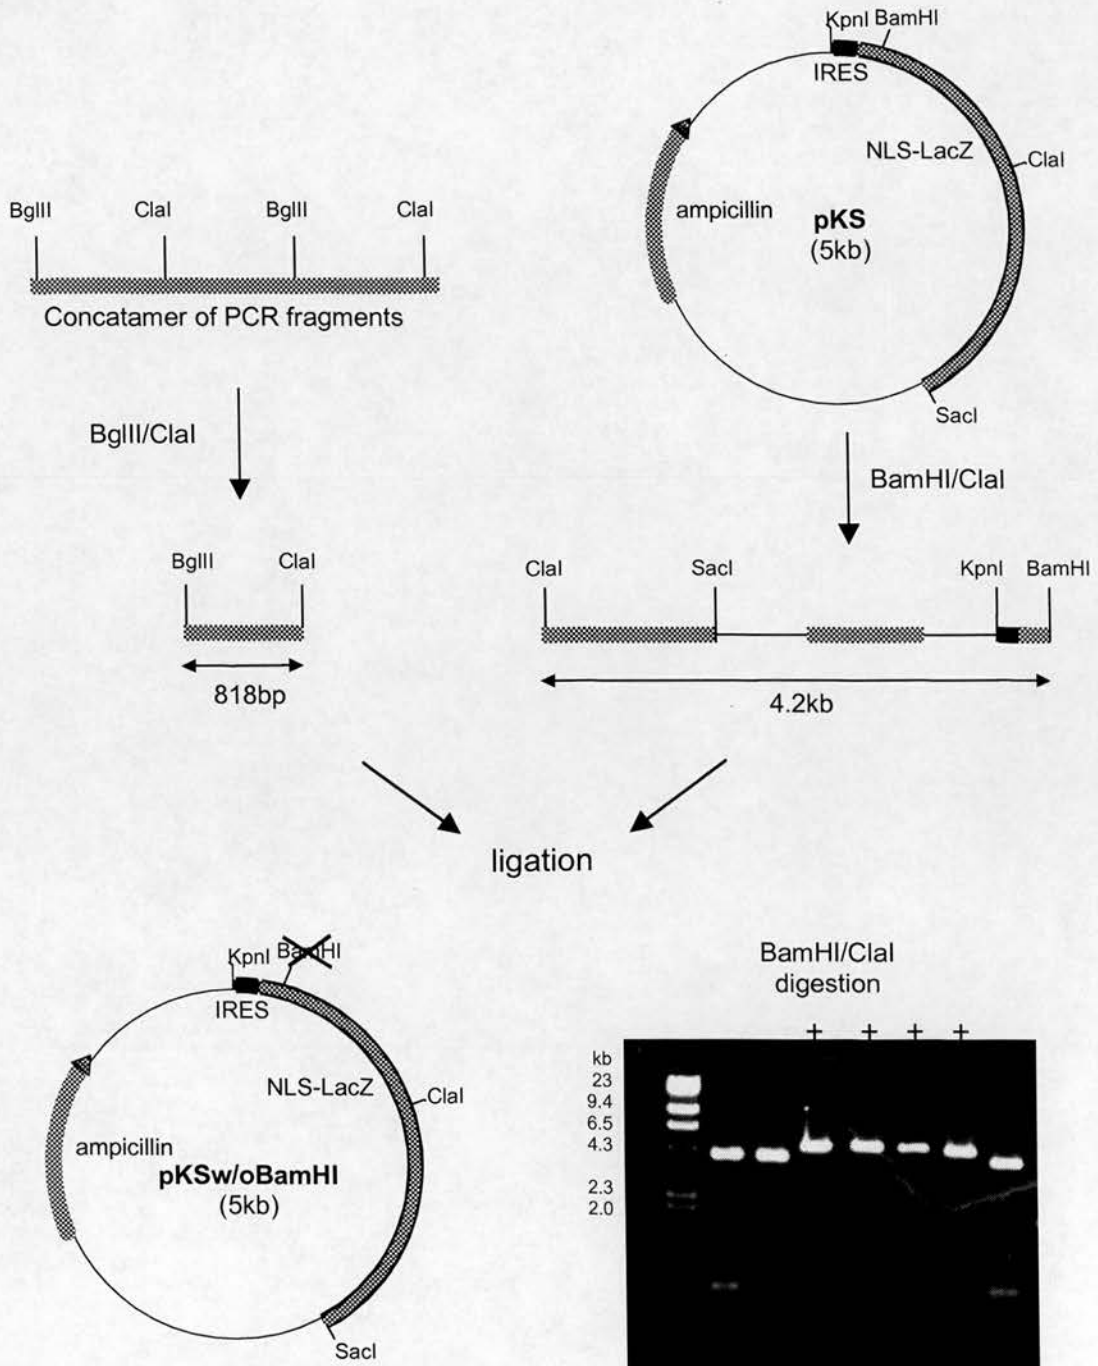 KpnI BamHI
IRES
NLS-LacZ
ClaI
ampicillin
pKS
(5kb)
SacI
BglII ClaI BglII ClaI
Concatamer of PCR fragments
BglII/ClaI
BamHI/ClaI
BglII ClaI
818bp
ClaI SacI KpnI BamHI
4.2kb
ligation
KpnI BamHI
IRES
NLS-LacZ
ClaI
ampicillin
pKSw/oBamHI
(5kb)
SacI
BamHI/ClaI
digestion
+ + + +
kb
23
9.4
6.5
4.3
2.3
2.0